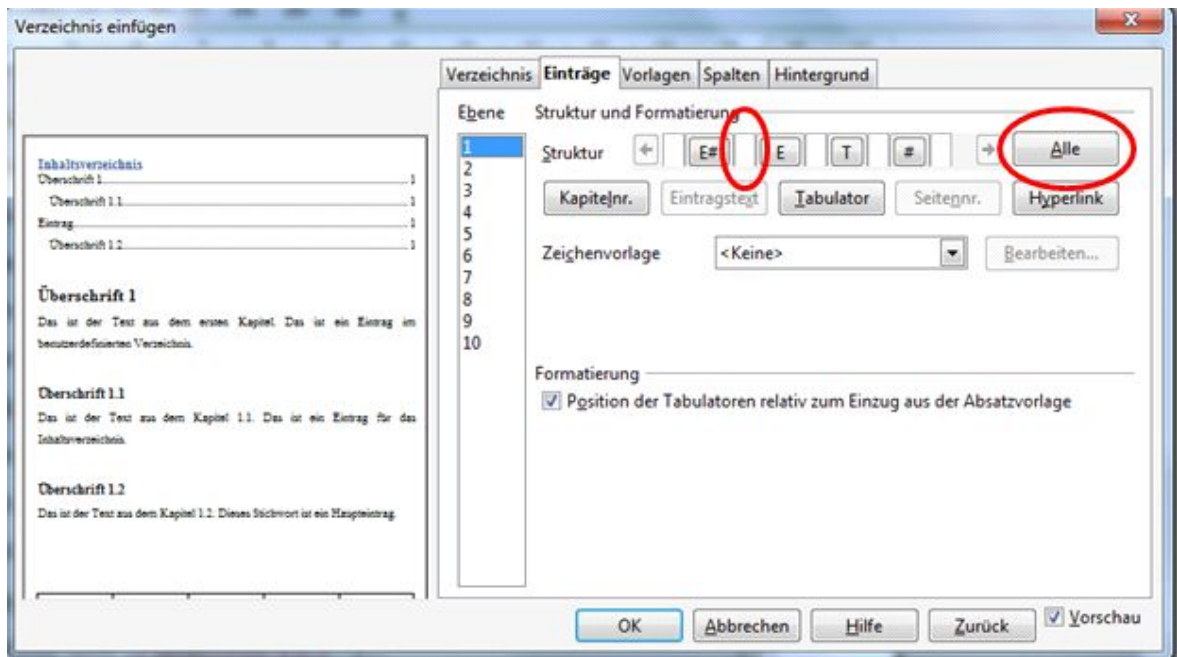 Verzeichnis einfügen
x
Verzeichnis Einträge Vorlagen Spalten Hintergrund
Ebene Struktur und Formatierung
1
2
3
4
5
6
7
8
9
10
Struktur E# E T # Alle
Kapitelnr. Eintragstext Tabulator Seitennr. Hyperlink
Zeichenvorlage <Keine> Bearbeiten...
Formatierung
Position der Tabulatoren relativ zum Einzug aus der Absatzvorlage
Inhaltsverzeichnis
Überschrift 1 1
Überschrift 1.1 1
Eintrag 1
Überschrift 1.2 1
Überschrift 1
Das ist der Text aus dem ersten Kapitel. Das ist ein Eintrag im
benutzerdefinierten Verzeichnis.
Überschrift 1.1
Das ist der Text aus dem Kapitel 1.1. Das ist ein Eintrag für das
Inhaltsverzeichnis.
Überschrift 1.2
Das ist der Text aus dem Kapitel 1.2. Dieses Stichwort ist ein Haupteintrag.
OK Abbrechen Hilfe Zurück Vorschau